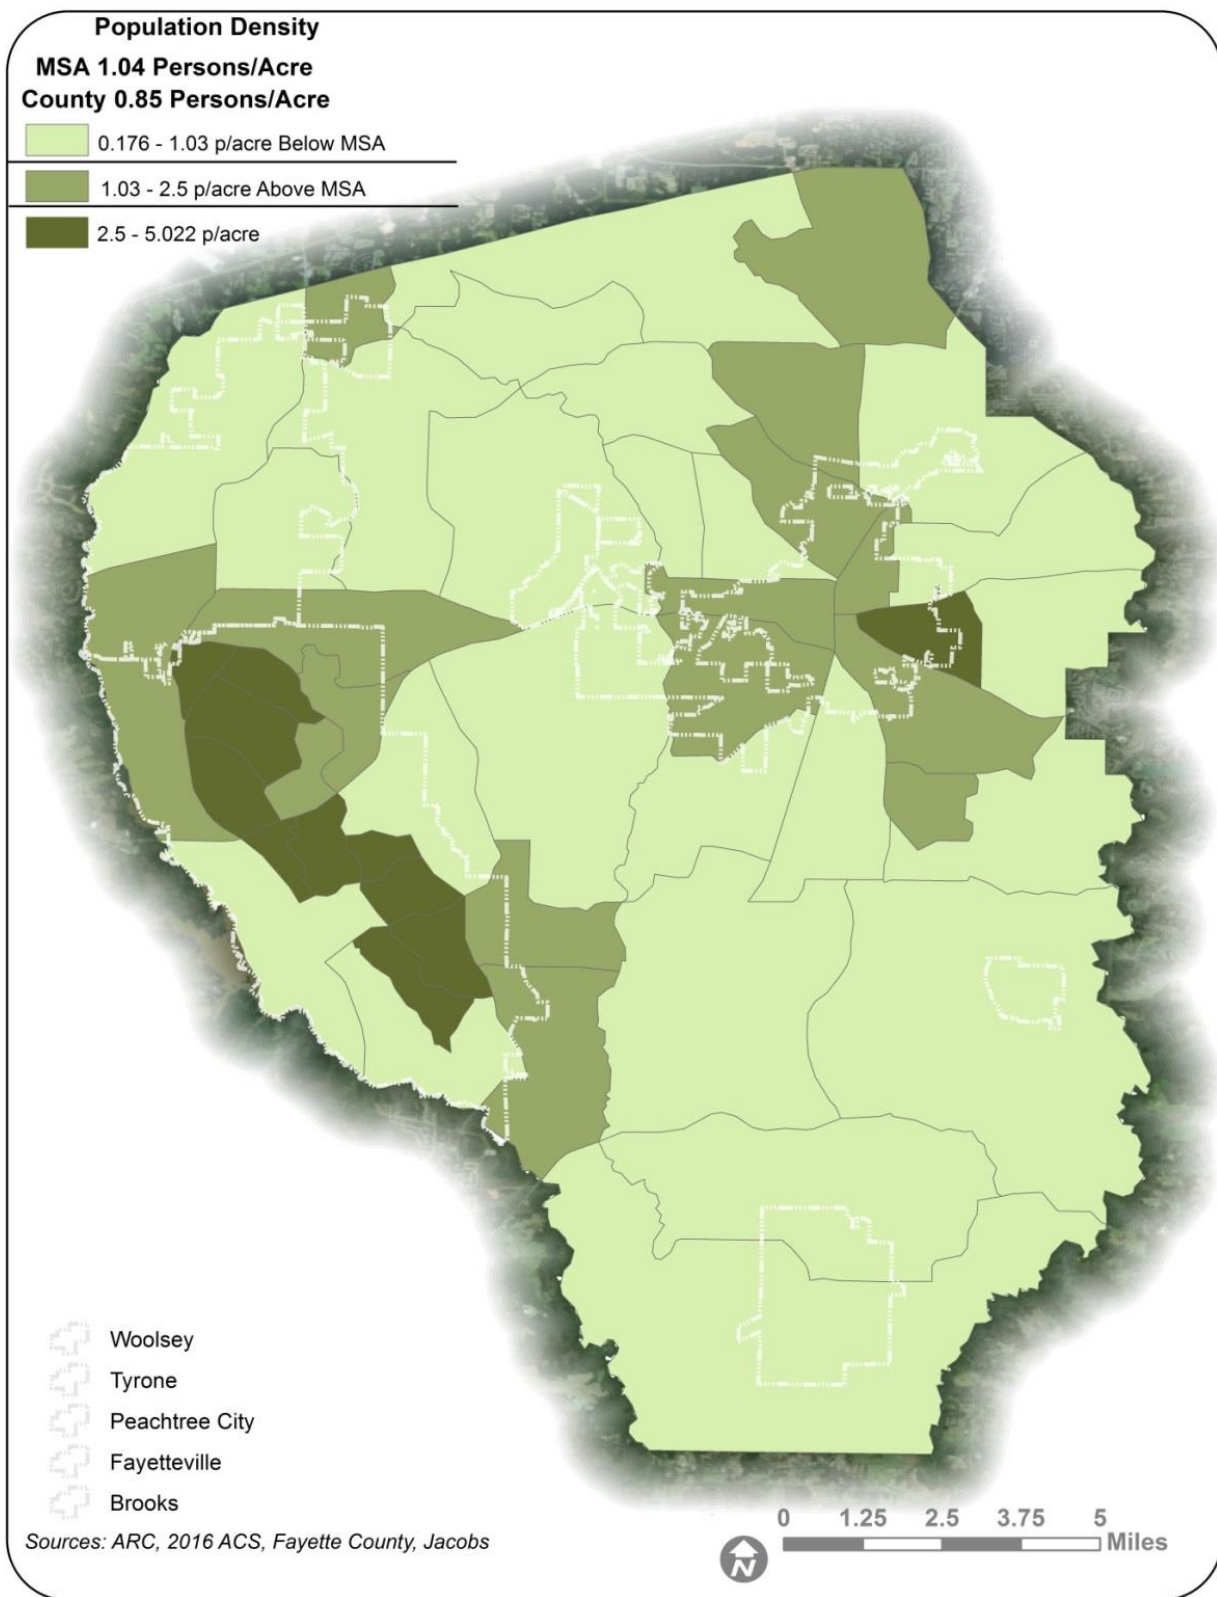 Population Density
MSA 1.04 Persons/Acre
County 0.85 Persons/Acre
0.176 - 1.03 p/acre Below MSA
1.03 - 2.5 p/acre Above MSA
2.5 - 5.022 p/acre
Woolsey
Tyrone
Peachtree City
Fayetteville
Brooks
Sources: ARC, 2016 ACS, Fayette County, Jacobs
N
0 1.25 2.5 3.75 5
Miles